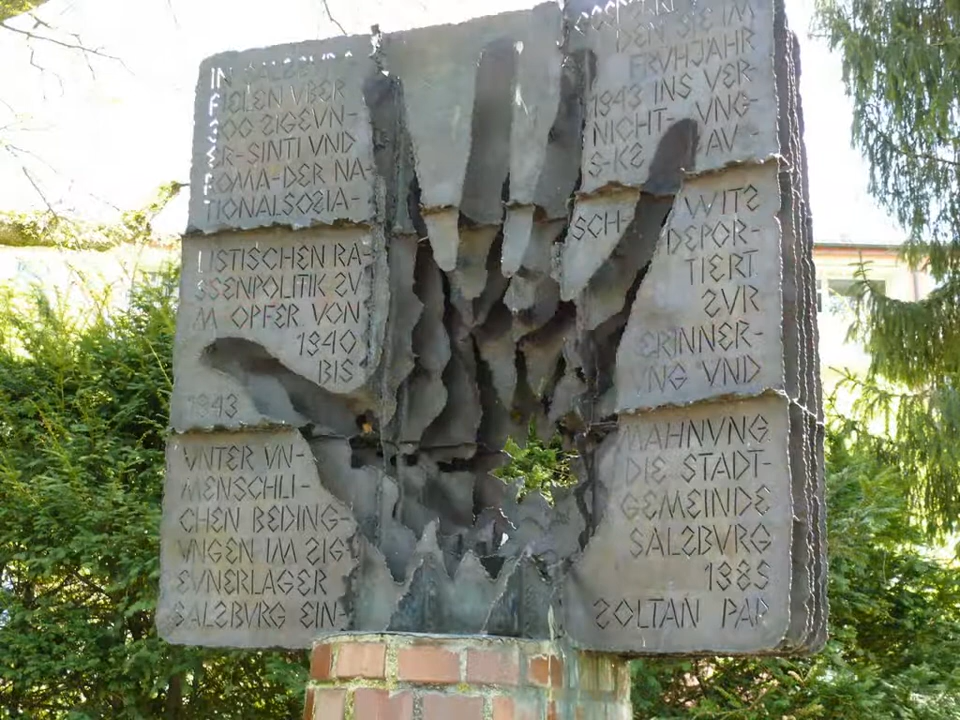 IN SALZBURG
FIELEN VBER
ZIGEVN-
ER-SINTI VND
ROMA-DER NA-
TIONALSOZIA-
LISTISCHEN RA-
SSENPOLITIK ZV
M OPFER VON
1940
BIS
1943
VNTER VN-
MENSCHLI-
CHEN BEDING-
VNGEN IM ZIG
EVNERLAGER
SALZBVRG EIN-
DEN SIE IM
FRVHJAHR
1943 INS VER-
NICHT- VNG-
S-KZ AV-
SCH- WITZ
DEPOR-
TIERT
ZVR
ERINNER-
VNG VND
MAHNVNG
DIE STADT-
GEMEINDE
SALZBVRG
1985
ZOLTAN PAP